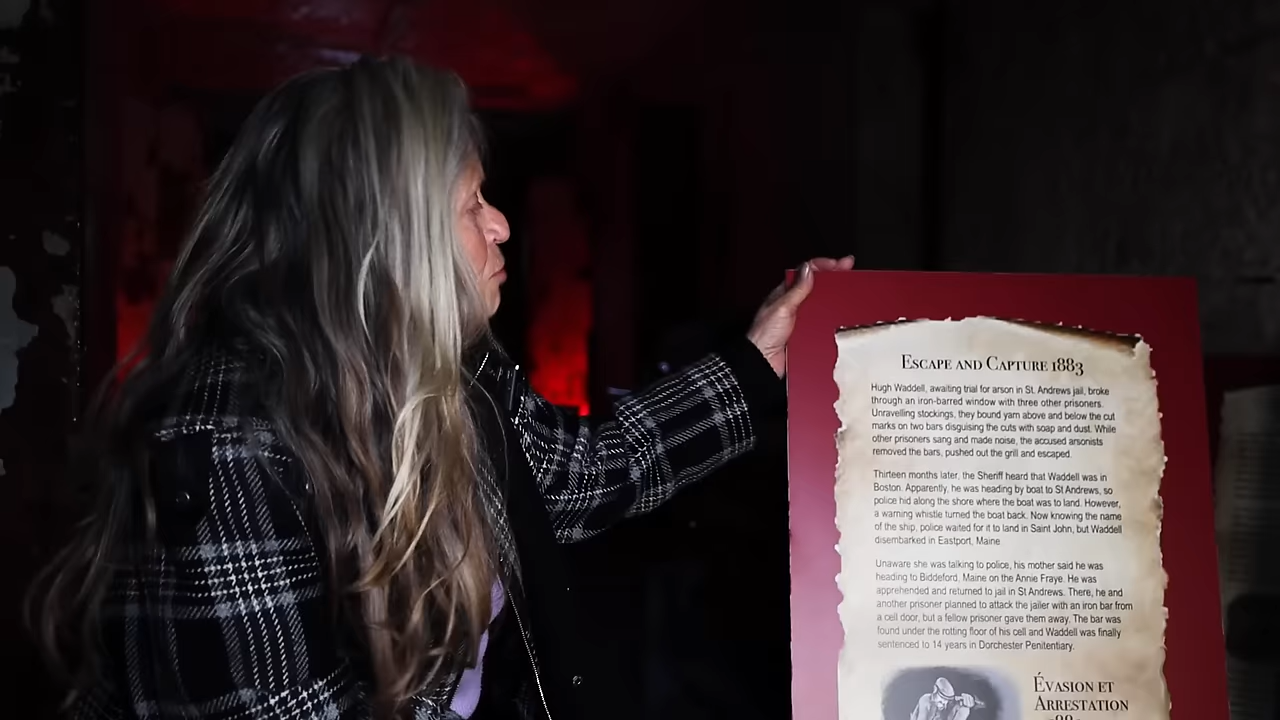 ESCAPE AND CAPTURE 1883
Hugh Waddell, awaiting trial for arson in St. Andrews jail, broke
through an iron-barred window with three other prisoners.
Unravelling stockings, they bound yarn above and below the cut
marks on two bars disguising the cuts with soap and dust. While
other prisoners sang and made noise, the accused arsonists
removed the bars, pushed out the grill and escaped.
Thirteen months later, the Sheriff heard that Waddell was in
Boston. Apparently, he was heading by boat to St Andrews, so
police hid along the shore where the boat was to land. However,
a warning whistle turned the boat back. Now knowing the name
of the ship, police waited for it to land in Saint John, but Waddell
disembarked in Eastport, Maine.
Unaware she was talking to police, his mother said he was
heading to Biddeford, Maine on the Annie Fraye. He was
apprehended and returned to jail in St Andrews. There, he and
another prisoner planned to attack the jailer with an iron bar from
a cell door, but a fellow prisoner gave them away. The bar was
found under the rotting floor of his cell and Waddell was finally
sentenced to 14 years in Dorchester Penitentiary.
ÉVASION ET
ARRESTATION